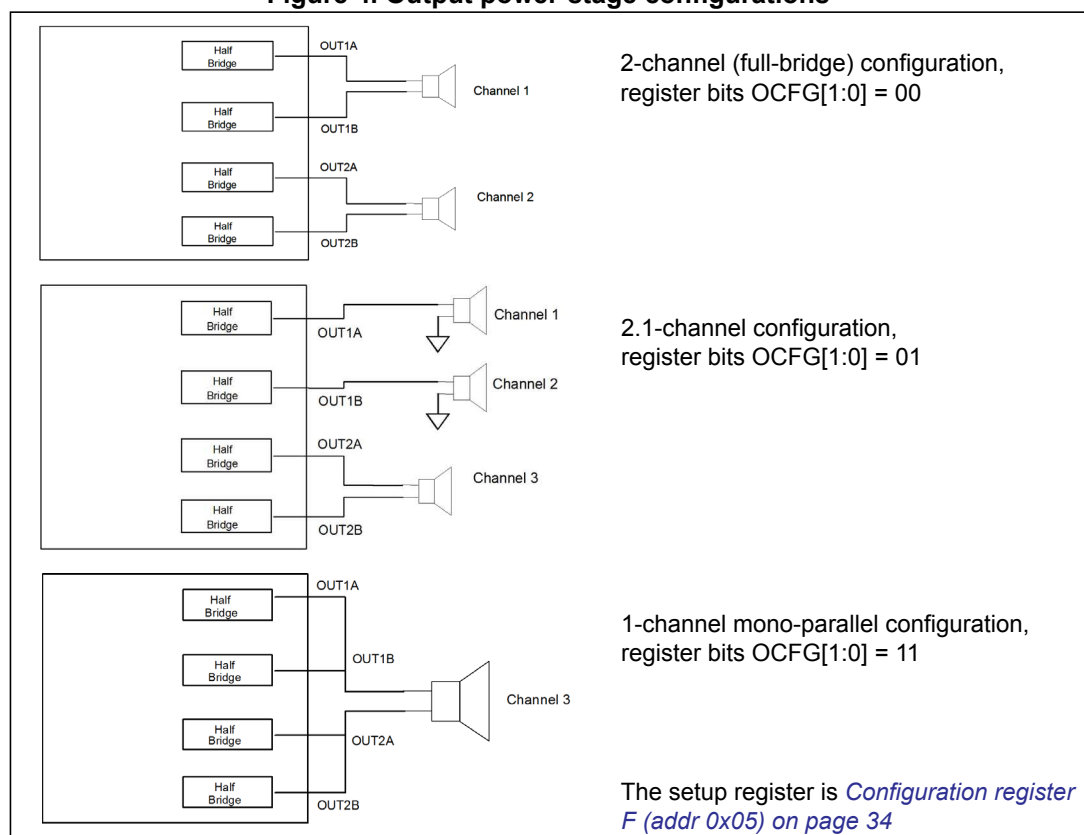 Figure 4. Output power-stage configurations
Half
Bridge
OUT1A
Channel 1
Half
Bridge
OUT1B
Half
Bridge
OUT2A
Channel 2
Half
Bridge
OUT2B
2-channel (full-bridge) configuration,
register bits OCFG[1:0] = 00
Half
Bridge
OUT1A
Channel 1
Half
Bridge
OUT1B
Channel 2
Half
Bridge
OUT2A
Channel 3
Half
Bridge
OUT2B
2.1-channel configuration,
register bits OCFG[1:0] = 01
Half
Bridge
OUT1A
Half
Bridge
OUT1B
Channel 3
Half
Bridge
OUT2A
Half
Bridge
OUT2B
1-channel mono-parallel configuration,
register bits OCFG[1:0] = 11
The setup register is Configuration register
F (addr 0x05) on page 34